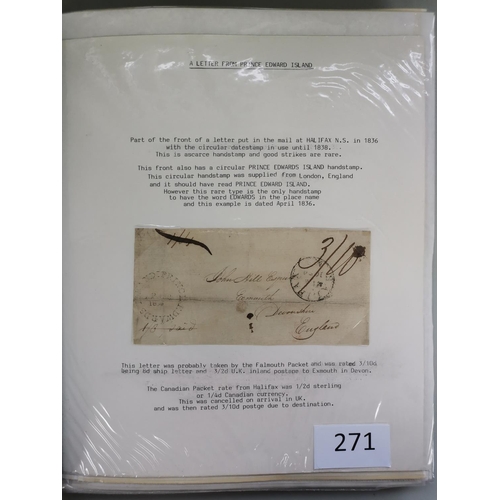 A LETTER FROM PRINCE EDWARD ISLAND
Part of the front of a letter put in the mail at HALIFAX N.S. in 1836
with the circular datestamp in use until 1838.
This is ascarce handstamp and good strikes are rare.
This front also has a circular PRINCE EDWARDS ISLAND handstamp.
This circular handstamp was supplied from London, England
and it should have read PRINCE EDWARD ISLAND.
However this rare type is the only handstamp
to have the word EDWARDS in the place name
and this example is dated April 1836.
3/10
John Hall
Exmouth
Devonshire
England
This letter was probably taken by the Falmouth Packet and was rated 3/10d
being 8d ship letter and 3/2d U.K. inland postage to Exmouth in Devon.
The Canadian Packet rate from Halifax was 1/2d sterling
or 1/4d Canadian currency.
This was cancelled on arrival in UK.
and was then rated 3/10d postge due to destination.
271